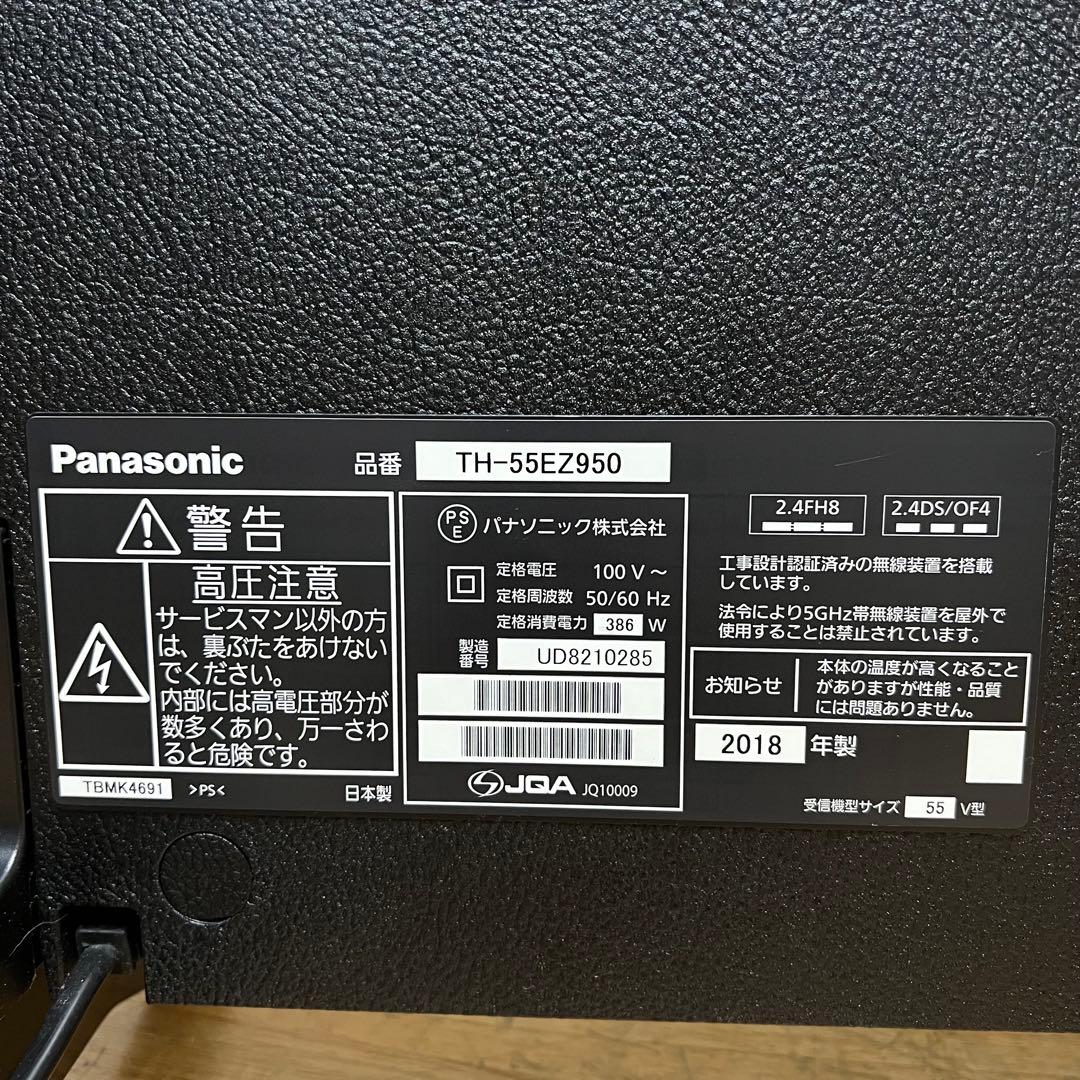 Panasonic
品番 TH-55EZ950
警告
高圧注意
サービスマン以外の方
は、裏ぶたをあけない
でください。
内部には高電圧部分が
数多くあり、万一さわ
ると危険です。
TBMK4691 >PS< 日本製
PSE パナソニック株式会社
定格電圧 100 V～
定格周波数 50/60 Hz
定格消費電力 386 W
製造
番号 UD8210285
JQA JQ10009
2.4FH8 2.4DS/OF4
工事設計認証済みの無線装置を搭載
しています。
法令により5GHz帯無線装置を屋外で
使用することは禁止されています。
お知らせ
本体の温度が高くなること
がありますが性能・品質
には問題ありません。
2018 年製
受信機型サイズ 55 V型